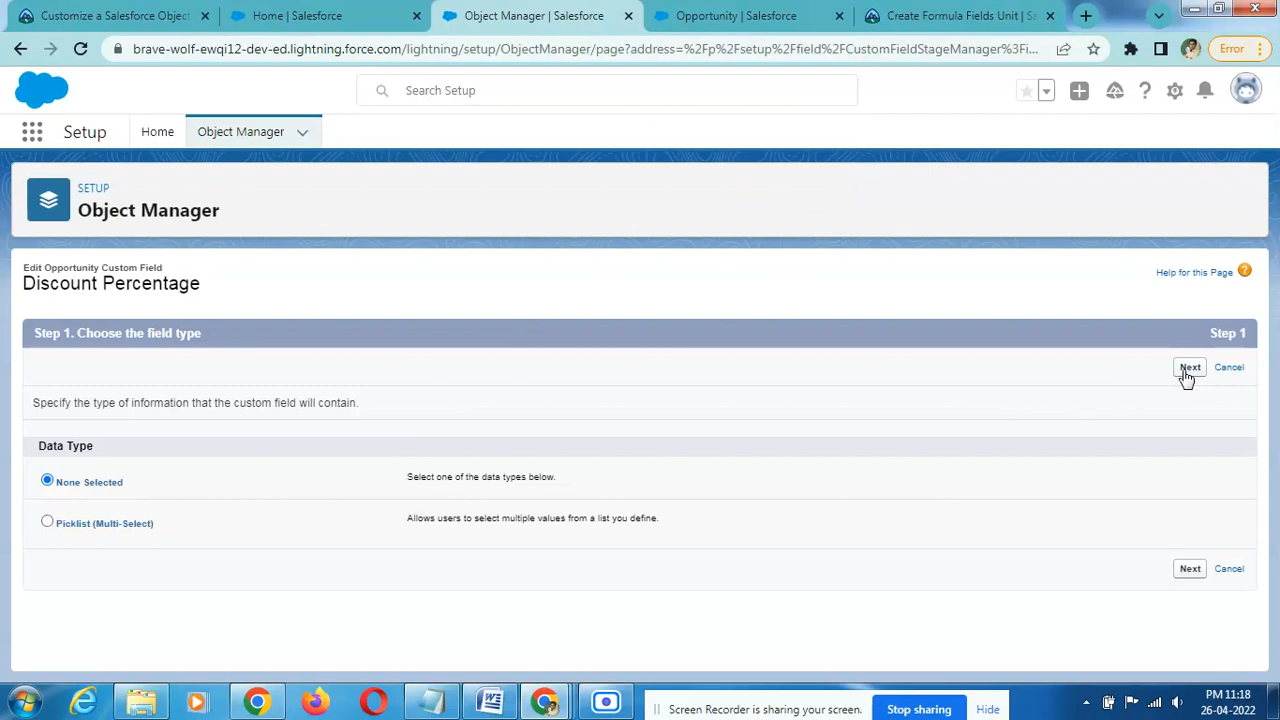 Customize a Salesforce Object
Home | Salesforce
Object Manager | Salesforce
Opportunity | Salesforce
Create Formula Fields Unit | Sa
brave-wolf-ewqi12-dev-ed.lightning.force.com/lightning/setup/ObjectManager/page?address=%2Fp%2Fsetup%2Ffield%2FCustomFieldStageManager%3Fi...
Error
Search Setup
Setup
Home
Object Manager
SETUP
Object Manager
Edit Opportunity Custom Field
Discount Percentage
Help for this Page
Step 1. Choose the field type
Step 1
Next Cancel
Specify the type of information that the custom field will contain.
Data Type
None Selected
Select one of the data types below.
Picklist (Multi-Select)
Allows users to select multiple values from a list you define.
Next Cancel
Screen Recorder is sharing your screen.
Stop sharing
Hide
PM 11:18
26-04-2022